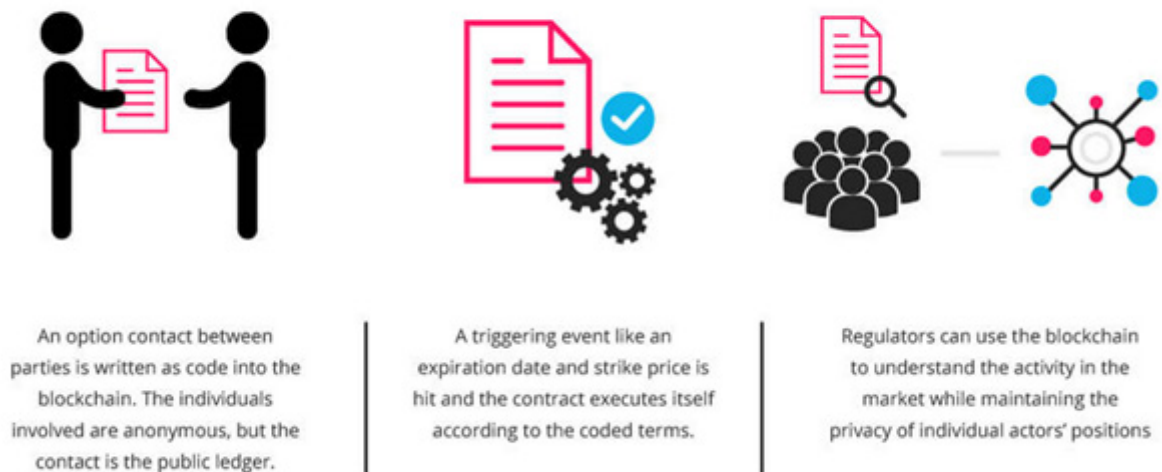 An option contact between
parties is written as code into the
blockchain. The individuals
involved are anonymous, but the
contact is the public ledger.
A triggering event like an
expiration date and strike price is
hit and the contract executes itself
according to the coded terms.
Regulators can use the blockchain
to understand the activity in the
market while maintaining the
privacy of individual actors' positions